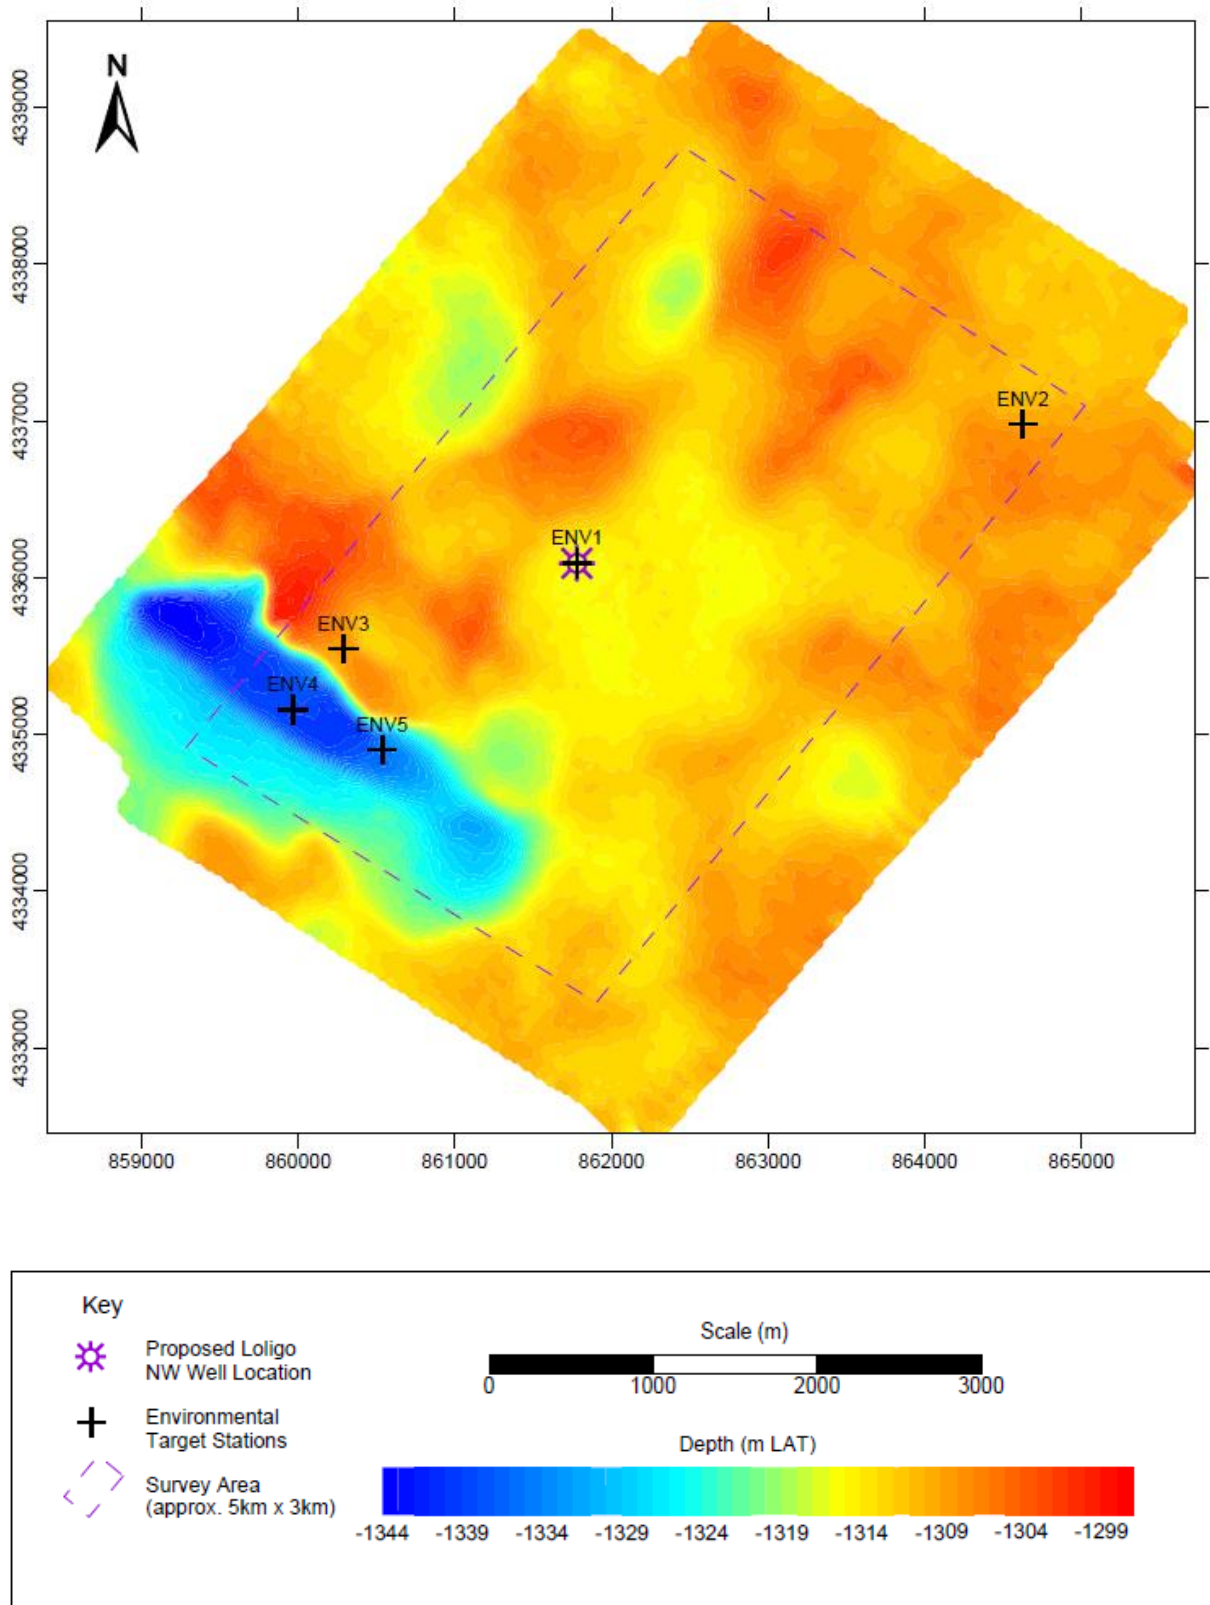 N
4339000
4338000
4337000
4336000
4335000
4334000
4333000
ENV2
ENV1
ENV3
ENV4
ENV5
859000 860000 861000 862000 863000 864000 865000
Key
Proposed Loligo
NW Well Location
Environmental
Target Stations
Survey Area
(approx. 5km x 3km)
Scale (m)
0 1000 2000 3000
Depth (m LAT)
-1344 -1339 -1334 -1329 -1324 -1319 -1314 -1309 -1304 -1299